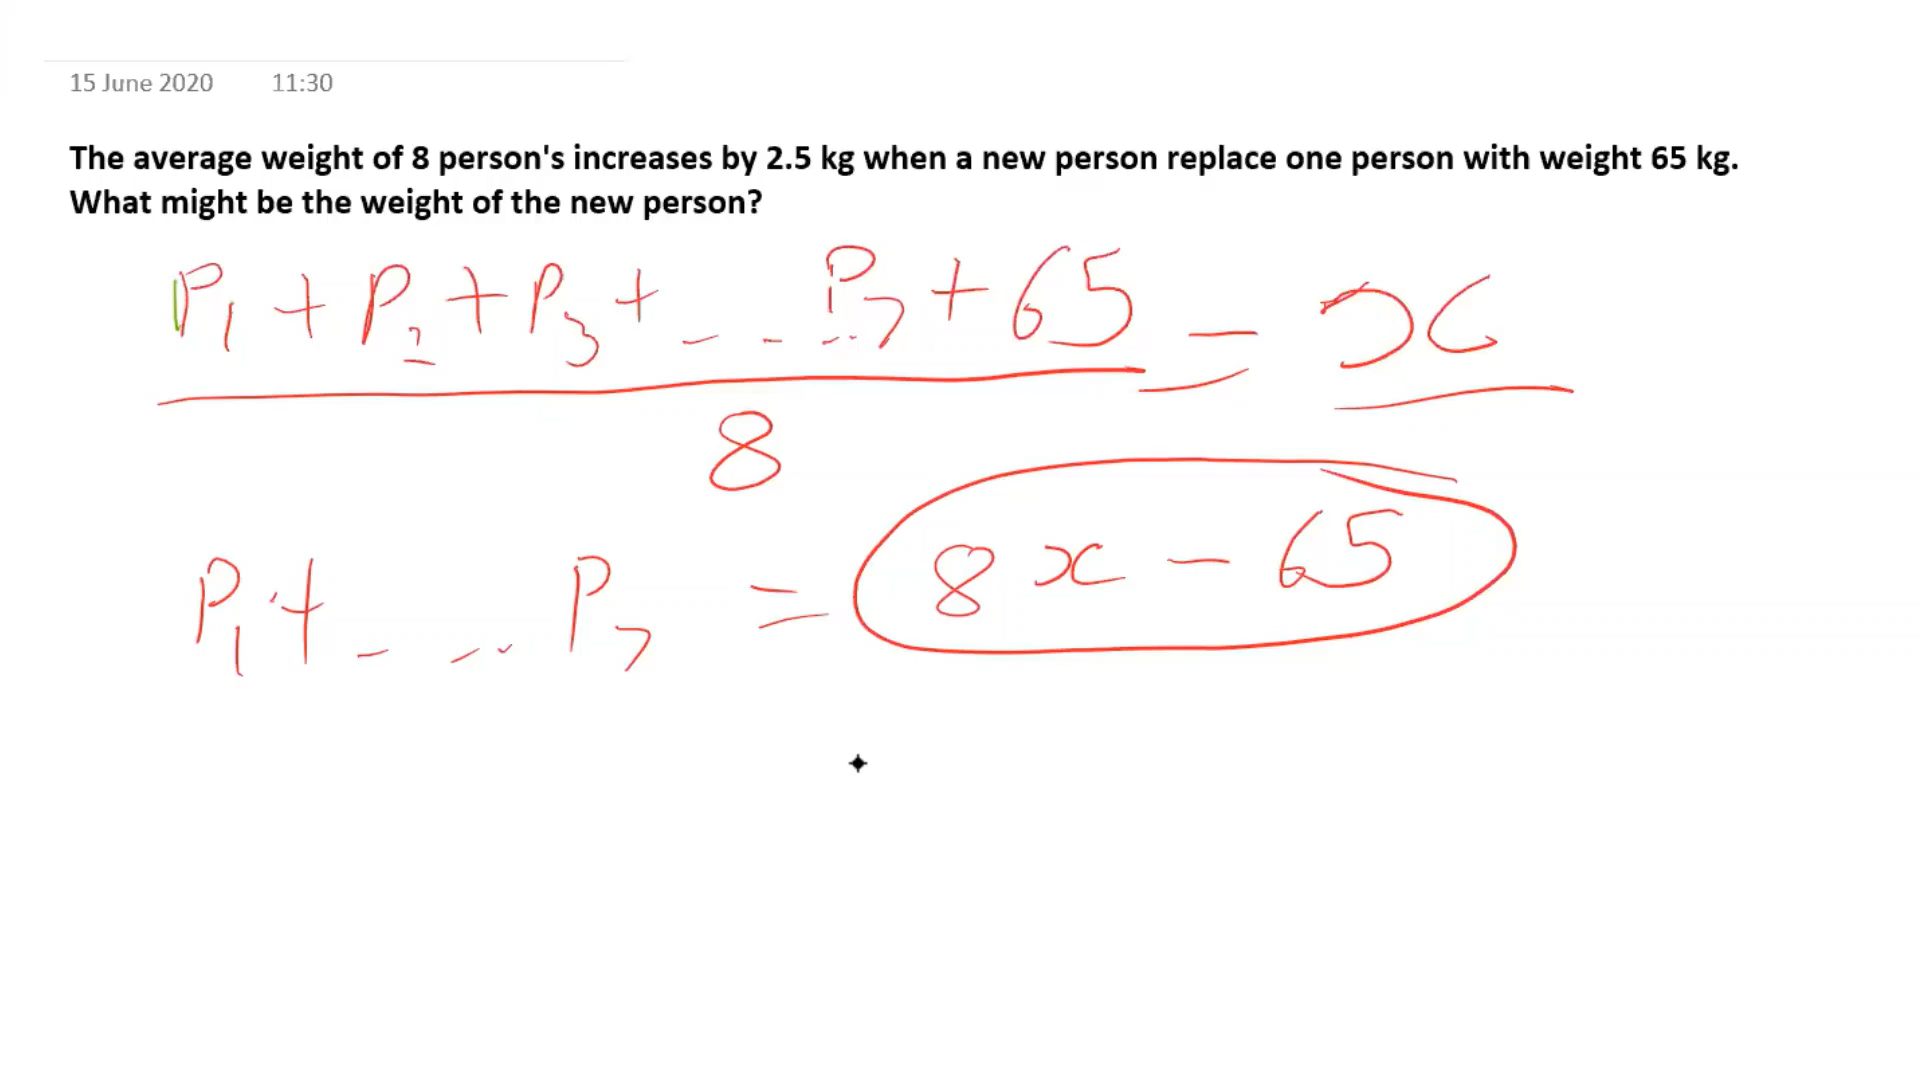 15 June 2020 11:30
The average weight of 8 person's increases by 2.5 kg when a new person replace one person with weight 65 kg.
What might be the weight of the new person?
P1 + P2 + P3 + - - ... P7 + 65 = x
8
P1 + - - .. P7 = 8x - 65